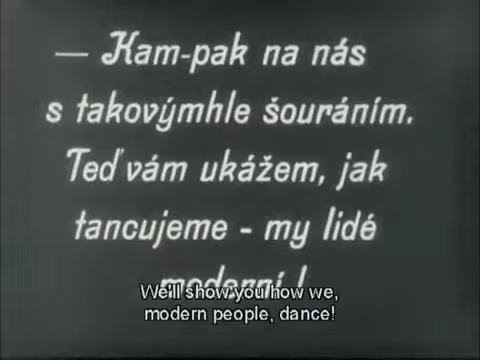 — Kam-pak na nás
s takovýmhle šouráním.
Teď vám ukážem, jak
tancujeme - my lidé
moderní!
We'll show you how we,
modern people, dance!